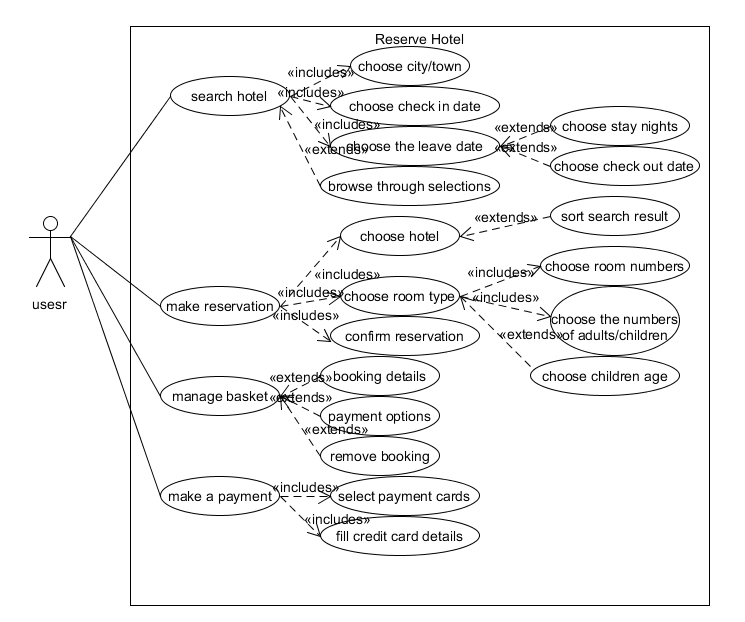 Reserve Hotel
«includes»
choose city/town
search hotel
«includes»
choose check in date
«includes»
«extends»
choose stay nights
choose the leave date
«extends»
«extends»
choose check out date
browse through selections
«extends»
sort search result
choose hotel
«includes»
«includes»
choose room numbers
make reservation
«includes»
choose room type
«includes»
«includes»
choose the numbers
of adults/children
confirm reservation
«extends»
usesr
«extends»
booking details
choose children age
manage basket
«extends»
payment options
«extends»
remove booking
«includes»
make a payment
select payment cards
«includes»
fill credit card details